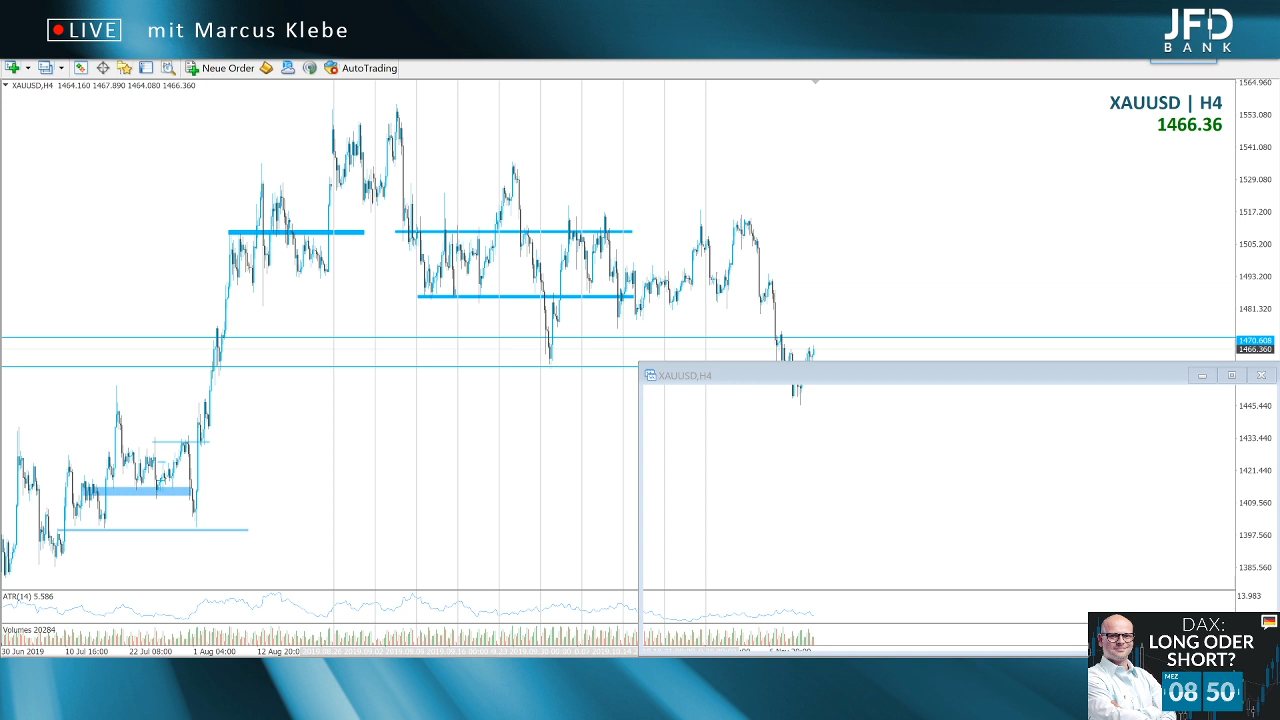 LIVE mit Marcus Klebe
JFD
BANK
Neue Order AutoTrading
XAUUSD,H4 1464.160 1467.890 1464.080 1466.360
XAUUSD | H4
1466.36
1564.960
1553.080
1541.080
1529.080
1517.200
1505.200
1493.200
1481.320
1470.608
1466.360
XAUUSD,H4
1445.440
1433.440
1421.440
1409.560
1397.560
1385.560
ATR(14) 5.586
13.983
Volumes 20284
30 Jun 2019 10 Jul 16:00 22 Jul 08:00 1 Aug 04:00 12 Aug 20:0
DAX:
LONG ODER
SHORT?
MEZ
08 50